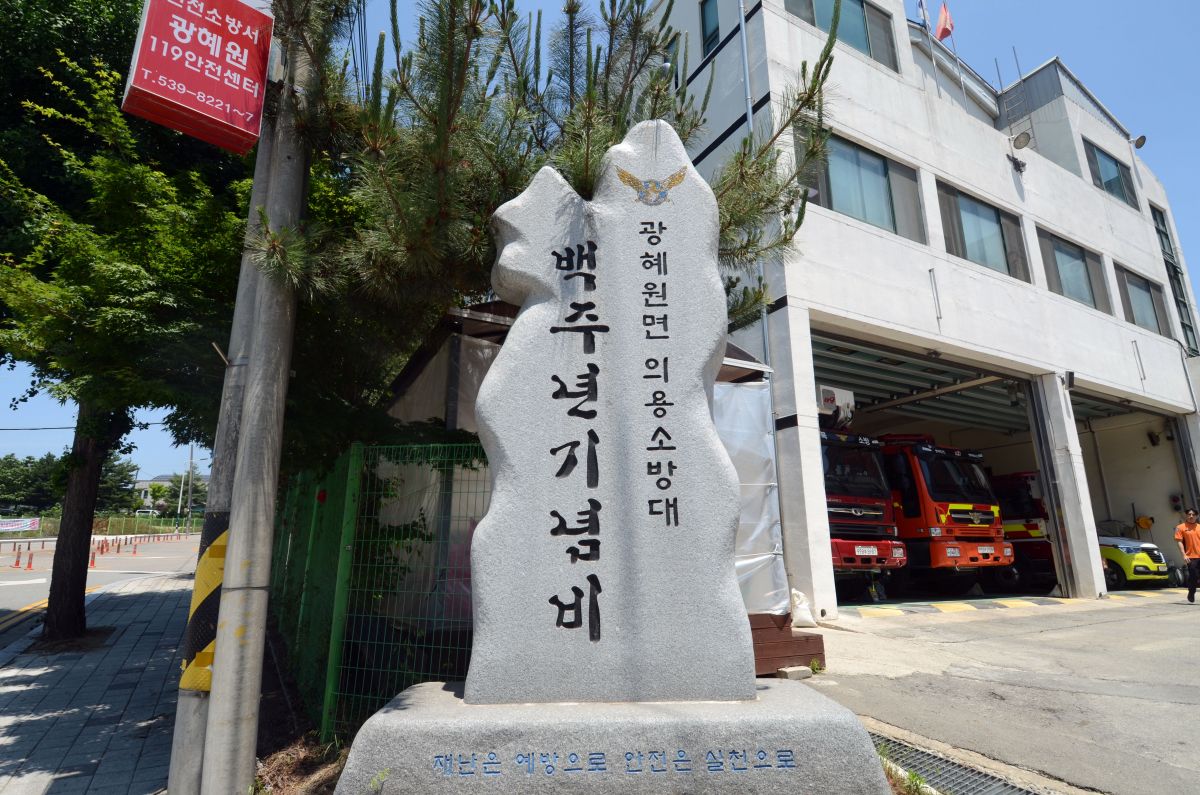 천소방서
광혜원
119안전센터
T.539-8221~7
광혜원면 의용소방대
백주년기념비
재난은 예방으로 안전은 실천으로